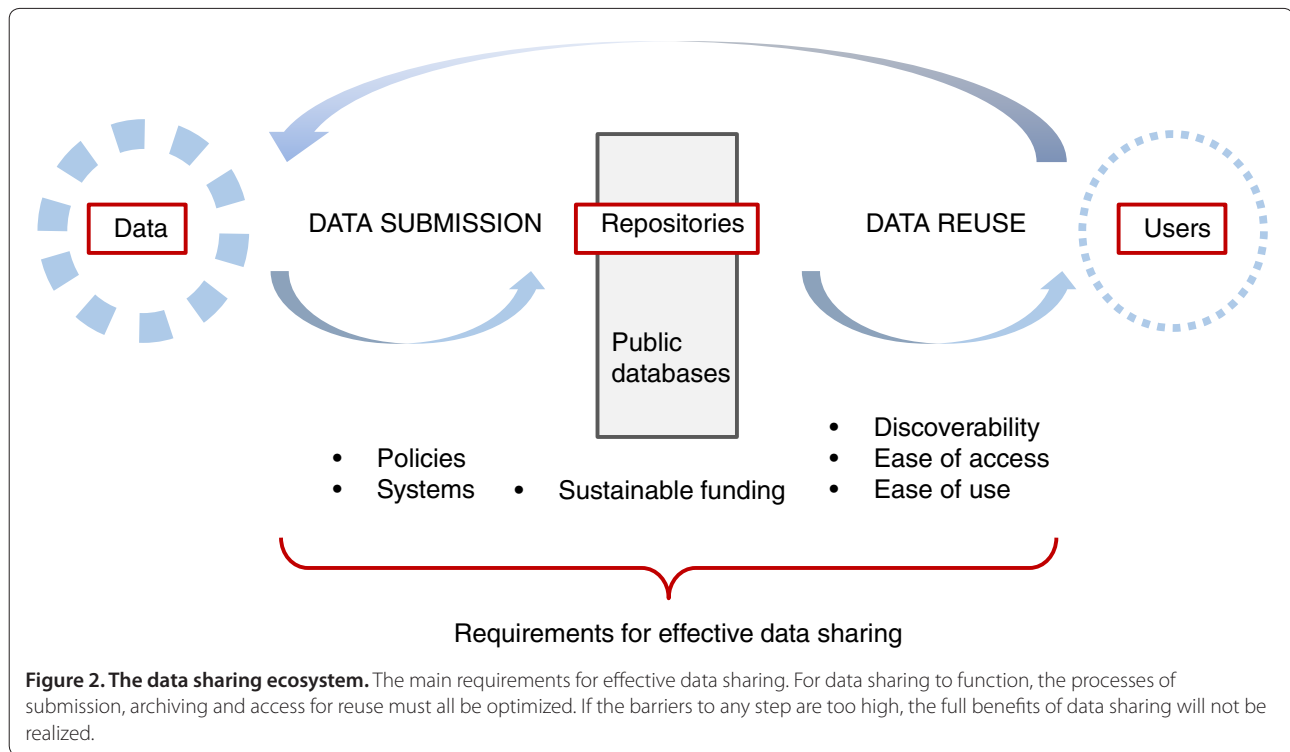 Data
DATA SUBMISSION
Repositories
DATA REUSE
Users
Public
databases
• Policies
• Systems
• Sustainable funding
• Discoverability
• Ease of access
• Ease of use
Requirements for effective data sharing
Figure 2. The data sharing ecosystem. The main requirements for effective data sharing. For data sharing to function, the processes of
submission, archiving and access for reuse must all be optimized. If the barriers to any step are too high, the full benefits of data sharing will not be
realized.